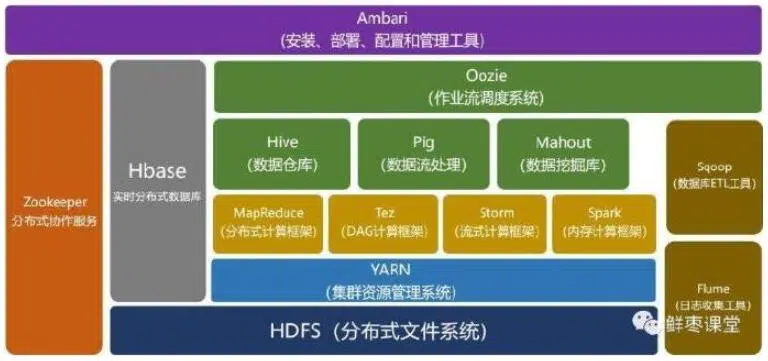 Ambari
(安装、部署、配置和管理工具)
Zookeeper
分布式协作服务
Hbase
实时分布式数据库
Oozie
(作业流调度系统)
Hive
(数据仓库)
Pig
(数据流处理)
Mahout
(数据挖掘库)
MapReduce
(分布式计算框架)
Tez
(DAG计算框架)
Storm
(流式计算框架)
Spark
(内存计算框架)
YARN
(集群资源管理系统)
HDFS (分布式文件系统)
Sqoop
(数据库ETL工具)
Flume
(日志收集工具)
鲜枣课堂